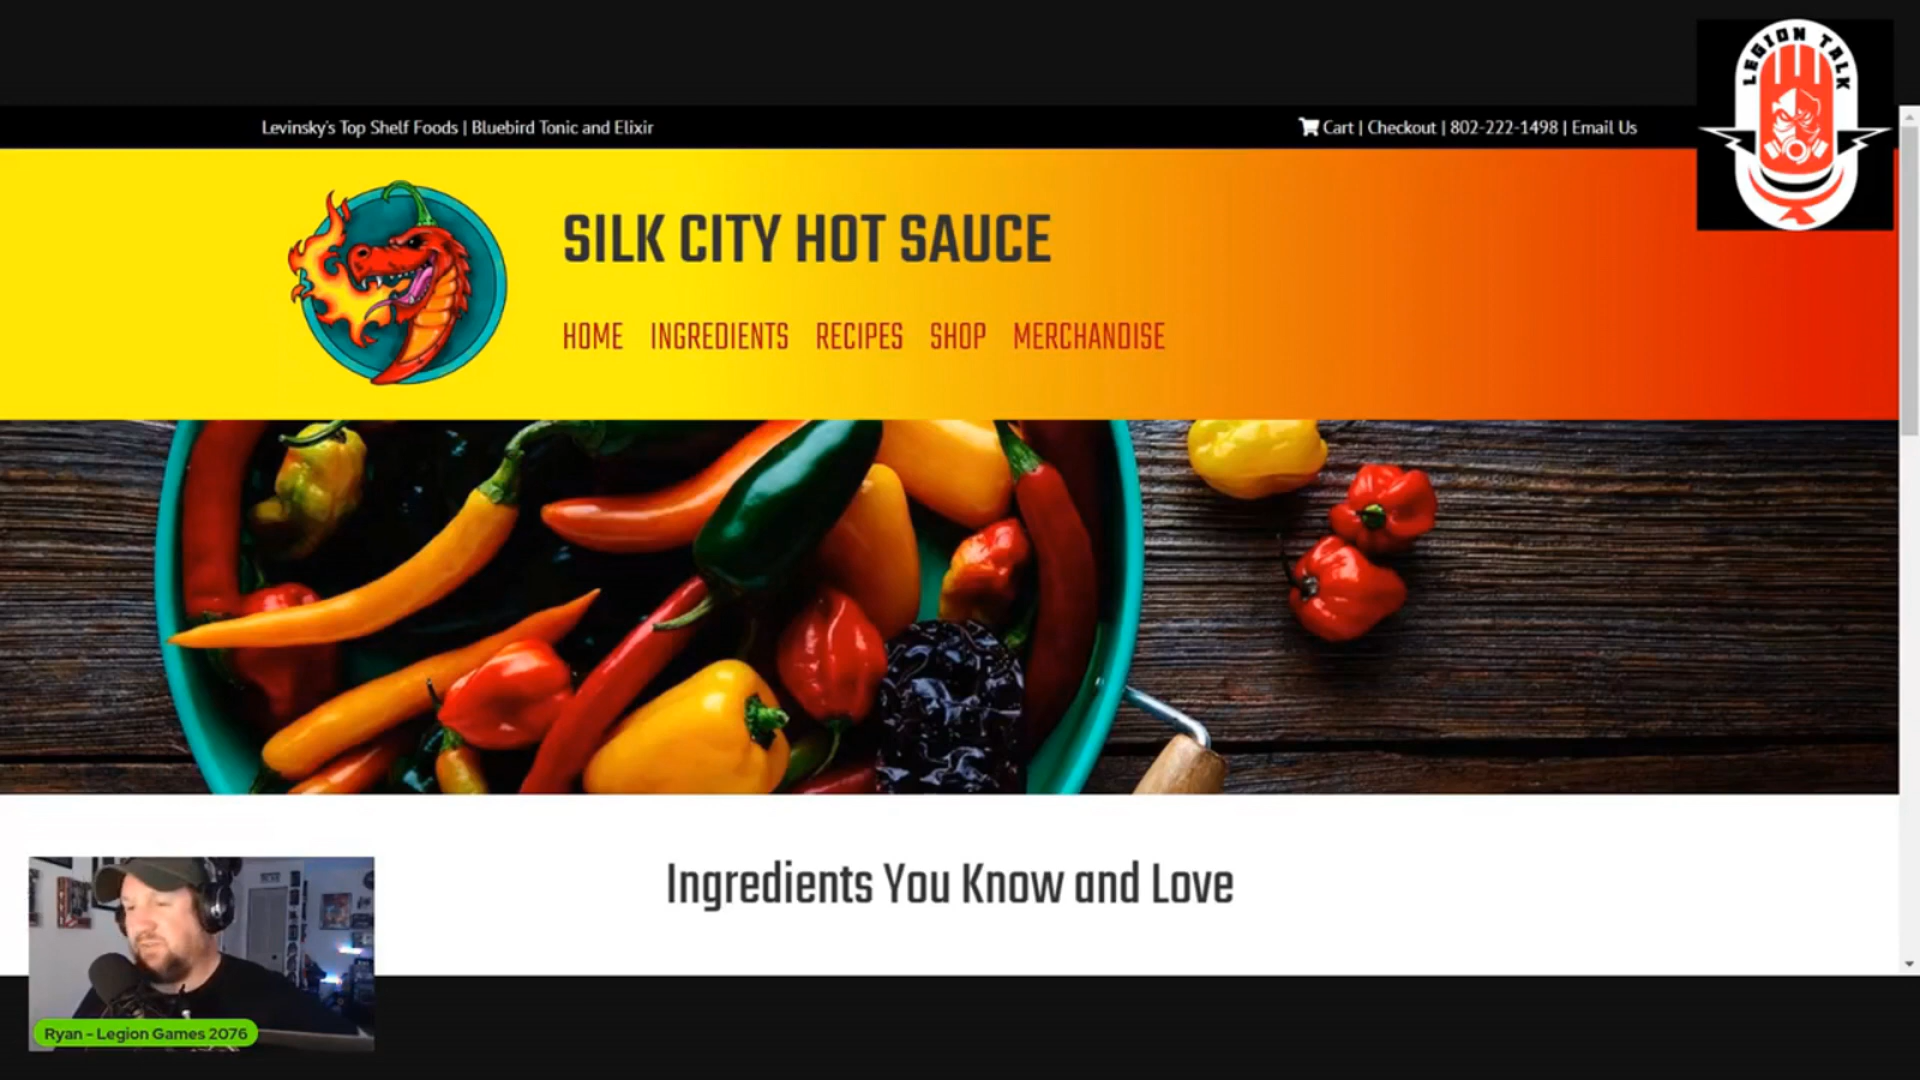 LEGION TALK
Levinsky's Top Shelf Foods | Bluebird Tonic and Elixir
Cart | Checkout | 802-222-1498 | Email Us
SILK CITY HOT SAUCE
HOME INGREDIENTS RECIPES SHOP MERCHANDISE
Ingredients You Know and Love
Ryan - Legion Games 2076